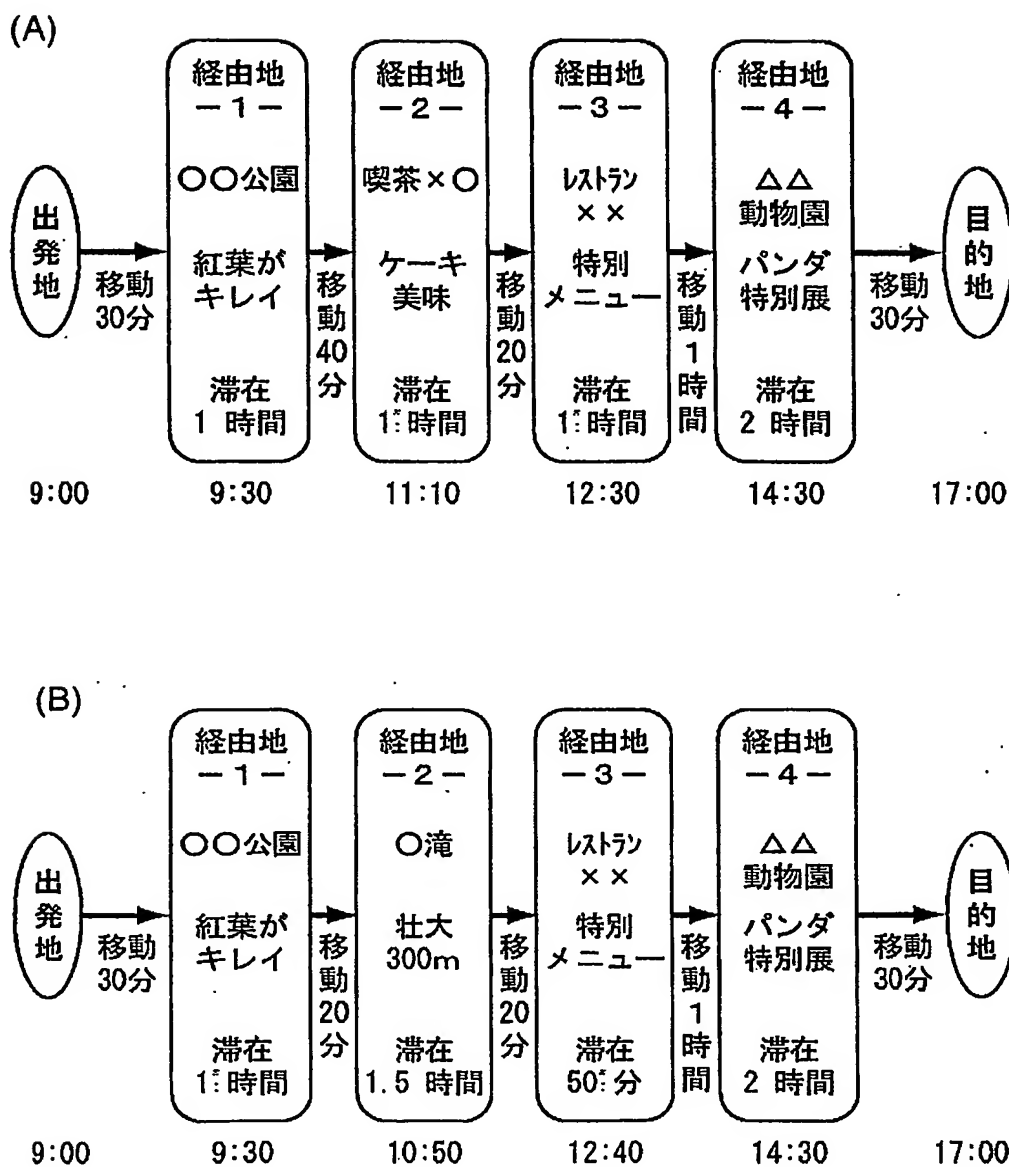 (A)
出発地
移動
30分
経由地
－1－
○○公園
紅葉が
キレイ
滞在
1 時間
移動40分
経由地
－2－
喫茶×○
ケーキ
美味
滞在
1 時間
移動20分
経由地
－3－
ﾚｽﾄﾗﾝ
××
特別
メニュー
滞在
1 時間
移動1時間
経由地
－4－
△△
動物園
パンダ
特別展
滞在
2 時間
移動
30分
目的地
9:00 9:30 11:10 12:30 14:30 17:00
(B)
出発地
移動
30分
経由地
－1－
○○公園
紅葉が
キレイ
滞在
1 時間
移動20分
経由地
－2－
○滝
壮大
300m
滞在
1.5 時間
移動20分
経由地
－3－
ﾚｽﾄﾗﾝ
××
特別
メニュー
滞在
50 分
移動1時間
経由地
－4－
△△
動物園
パンダ
特別展
滞在
2 時間
移動
30分
目的地
9:00 9:30 10:50 12:40 14:30 17:00